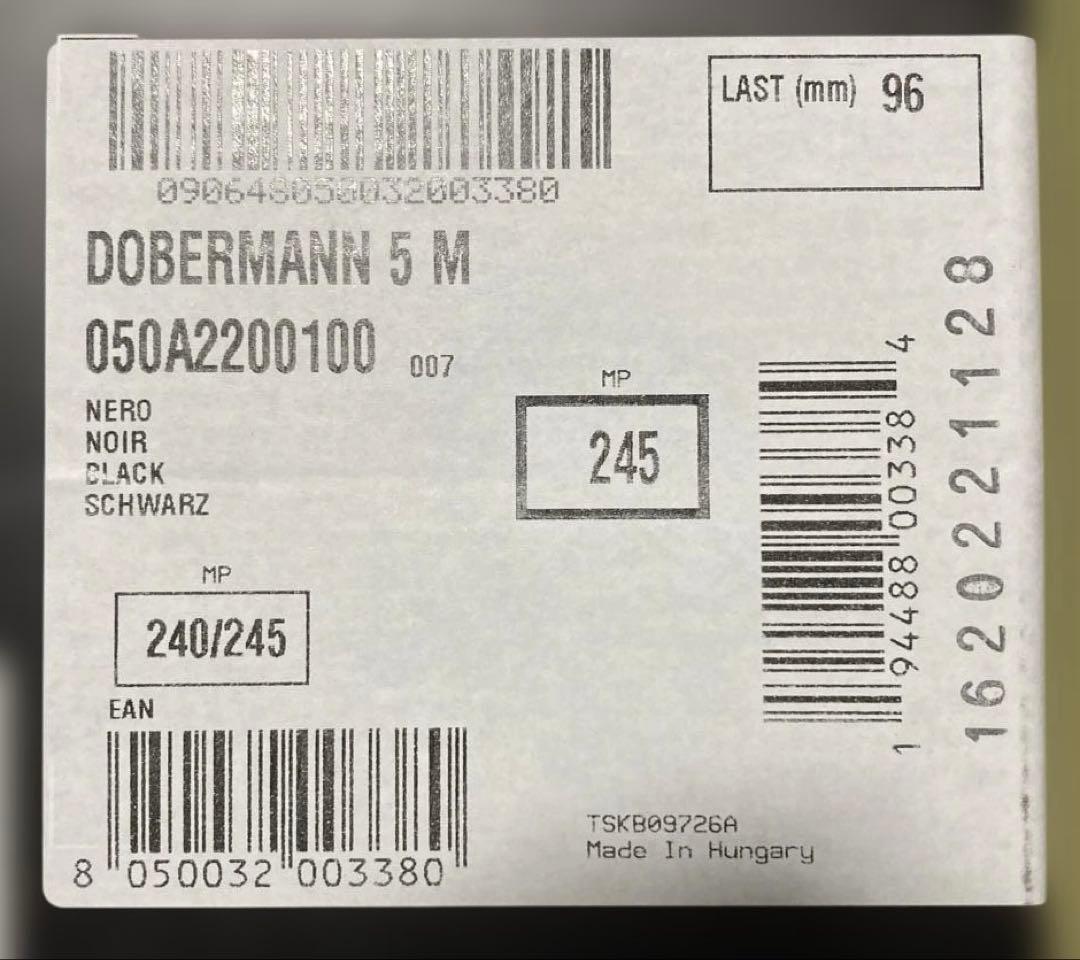 090648050032003380
LAST (mm) 96
DOBERMANN 5 M
050A2200100 007
NERO
NOIR
BLACK
SCHWARZ
MP
245
MP
240/245
EAN
8 050032 003380
1 94488 00338 4
16202211128
TSKB09726A
Made In Hungary